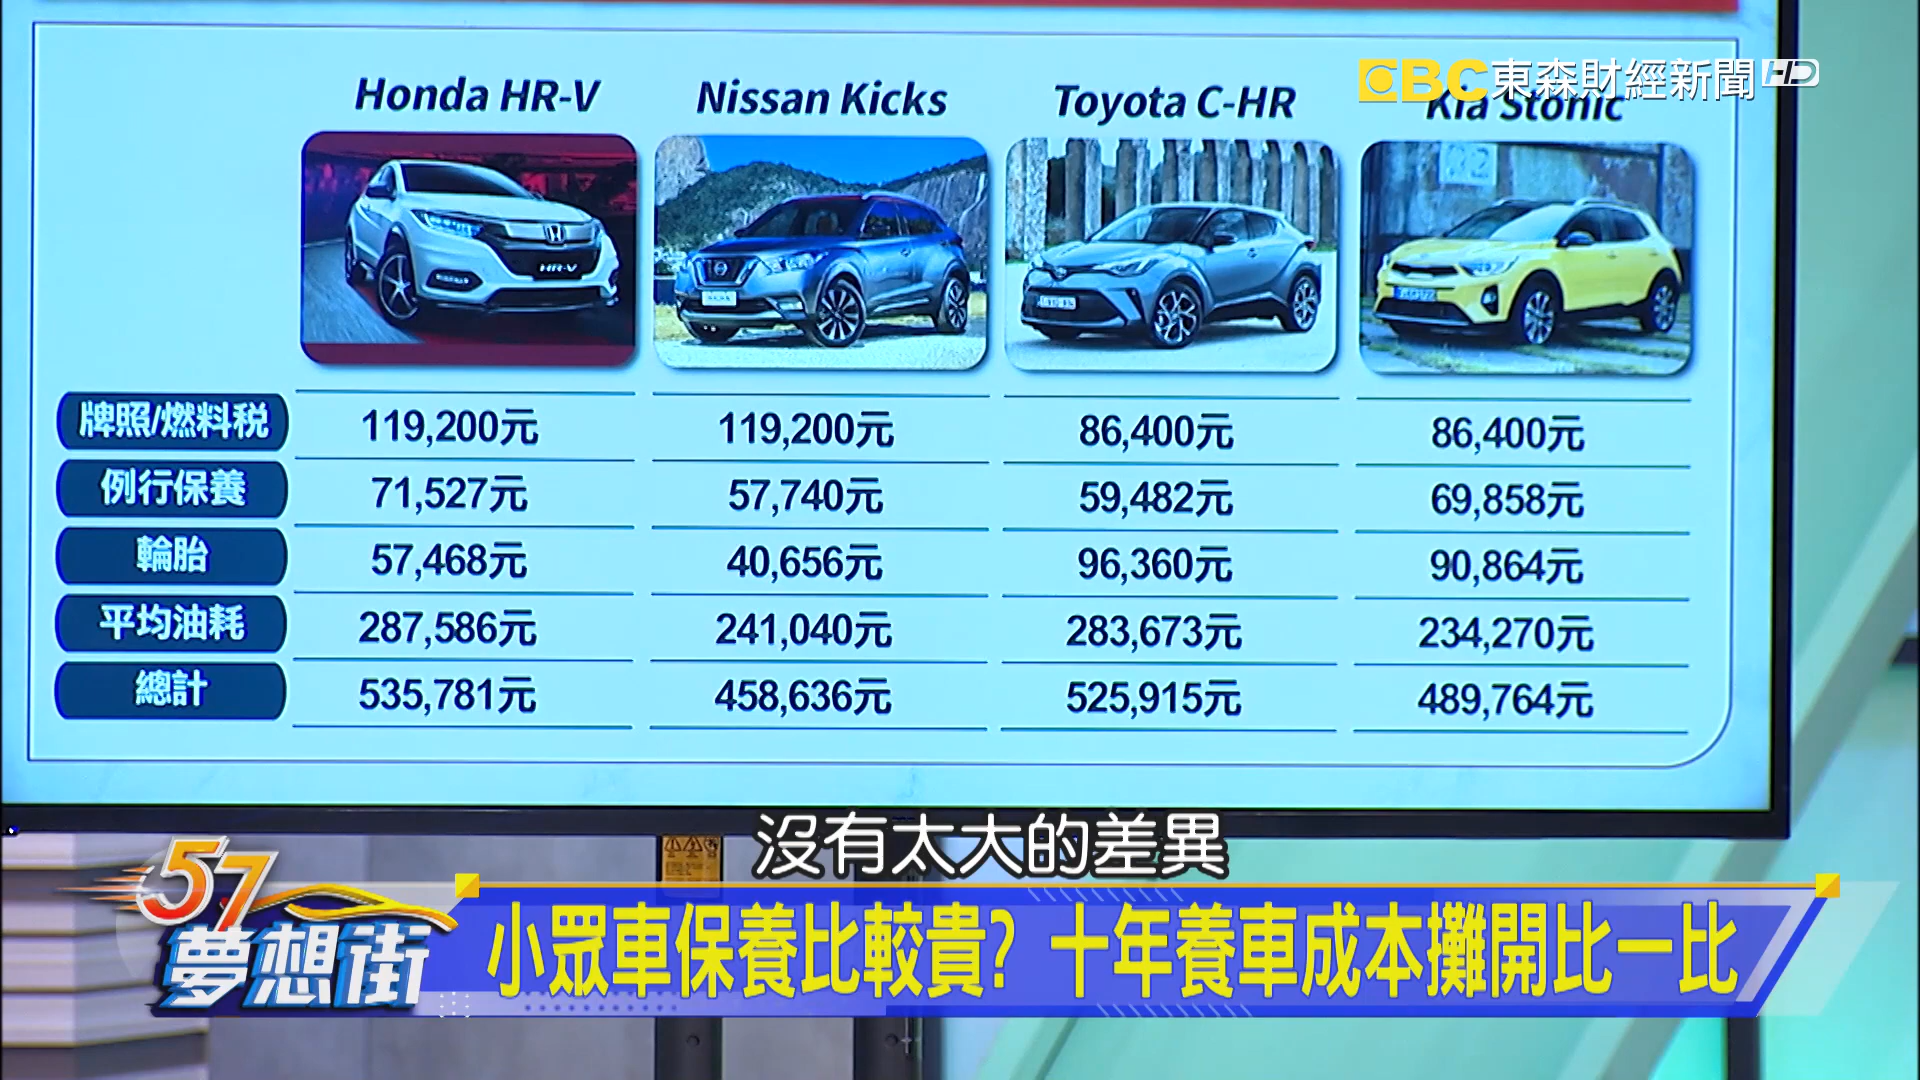 EBC 東森財經新聞 HD
Honda HR-V Nissan Kicks Toyota C-HR Kia Stonic
HR-V
牌照/燃料税 119,200元 119,200元 86,400元 86,400元
例行保養 71,527元 57,740元 59,482元 69,858元
輪胎 57,468元 40,656元 96,360元 90,864元
平均油耗 287,586元 241,040元 283,673元 234,270元
總計 535,781元 458,636元 525,915元 489,764元
沒有太大的差異
57夢想街
小眾車保養比較貴? 十年養車成本攤開比一比